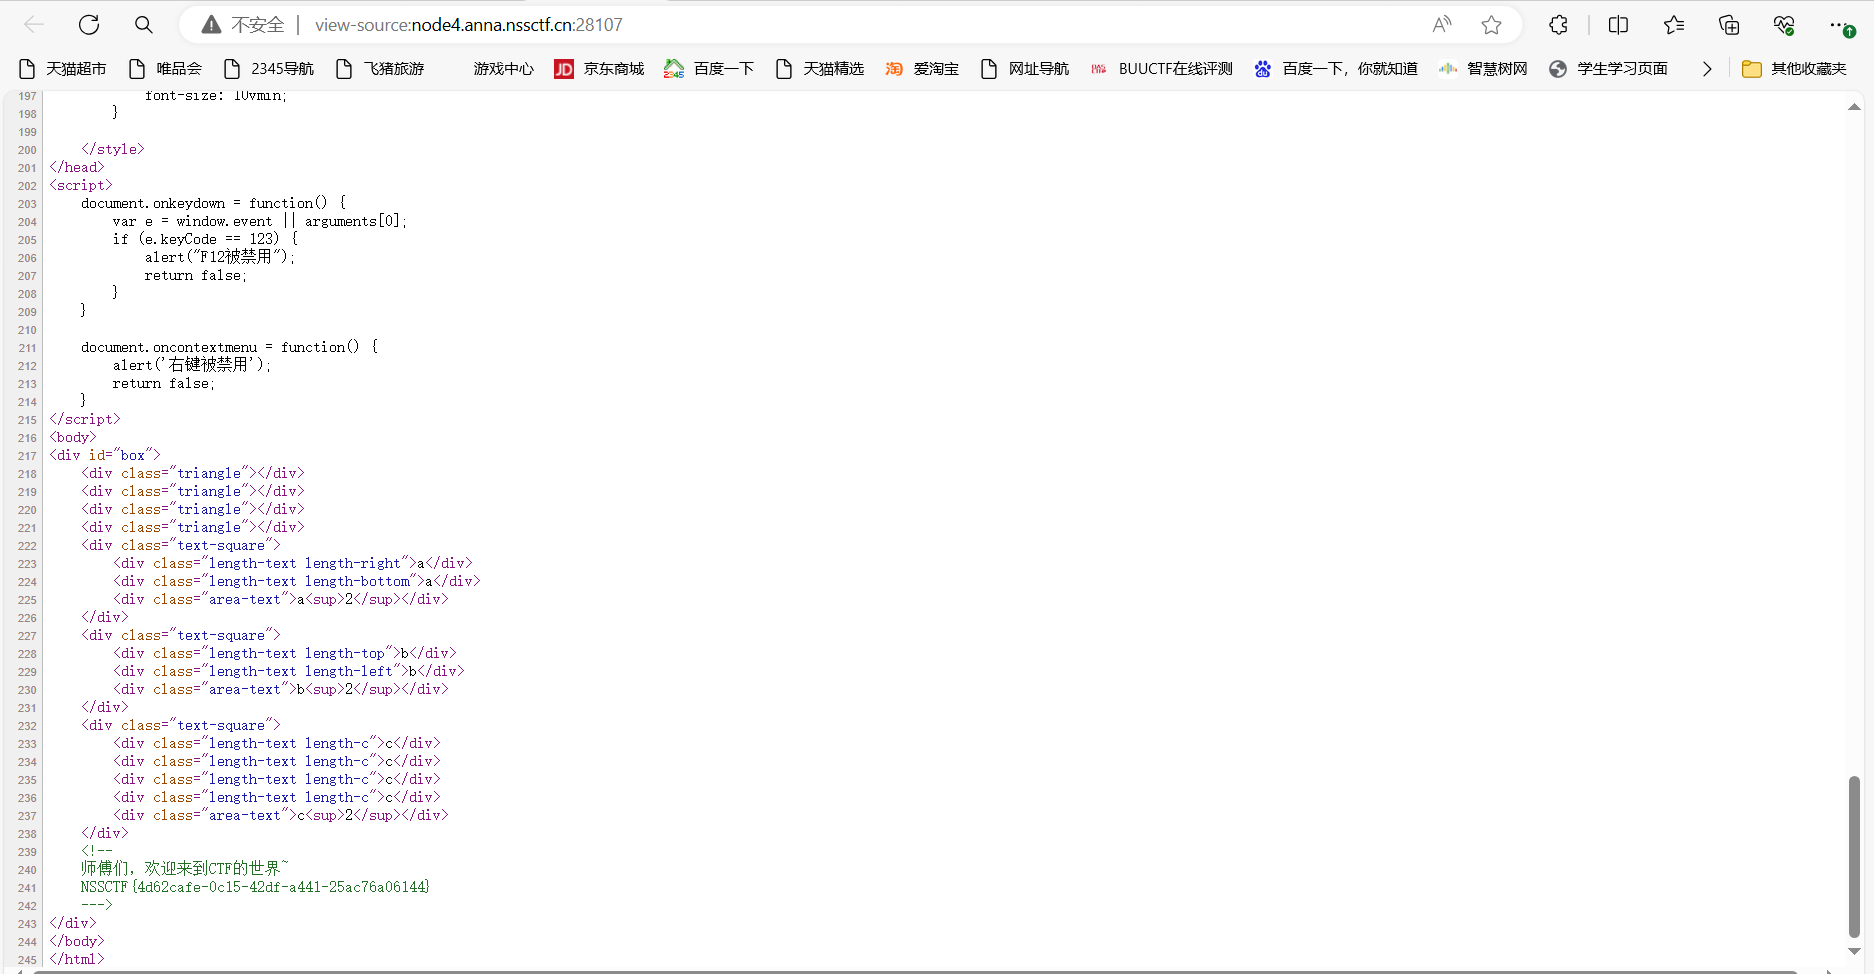 不安全 | view-source:node4.anna.nssctf.cn:28107
天猫超市 唯品会 2345导航 飞猪旅游 游戏中心 JD 京东商城 2345 百度一下 天猫精选 淘 爱淘宝 网址导航 BUUCTF在线评测 百度一下，你就知道 智慧树网 学生学习页面 其他收藏夹
197 font-size: 10vmin;
198 }
199
200 </style>
201 </head>
202 <script>
203 document.onkeydown = function() {
204 var e = window.event || arguments[0];
205 if (e.keyCode == 123) {
206 alert("F12被禁用");
207 return false;
208 }
209 }
210
211 document.oncontextmenu = function() {
212 alert('右键被禁用');
213 return false;
214 }
215 </script>
216 <body>
217 <div id="box">
218 <div class="triangle"></div>
219 <div class="triangle"></div>
220 <div class="triangle"></div>
221 <div class="triangle"></div>
222 <div class="text-square">
223 <div class="length-text length-right">a</div>
224 <div class="length-text length-bottom">a</div>
225 <div class="area-text">a<sup>2</sup></div>
226 </div>
227 <div class="text-square">
228 <div class="length-text length-top">b</div>
229 <div class="length-text length-left">b</div>
230 <div class="area-text">b<sup>2</sup></div>
231 </div>
232 <div class="text-square">
233 <div class="length-text length-c">c</div>
234 <div class="length-text length-c">c</div>
235 <div class="length-text length-c">c</div>
236 <div class="length-text length-c">c</div>
237 <div class="area-text">c<sup>2</sup></div>
238 </div>
239 <!--
240 师傅们，欢迎来到CTF的世界~
241 NSSCTF{4d62cafe-0c15-42df-a441-25ac76a06144}
242 --->
243 </div>
244 </body>
245 </html>